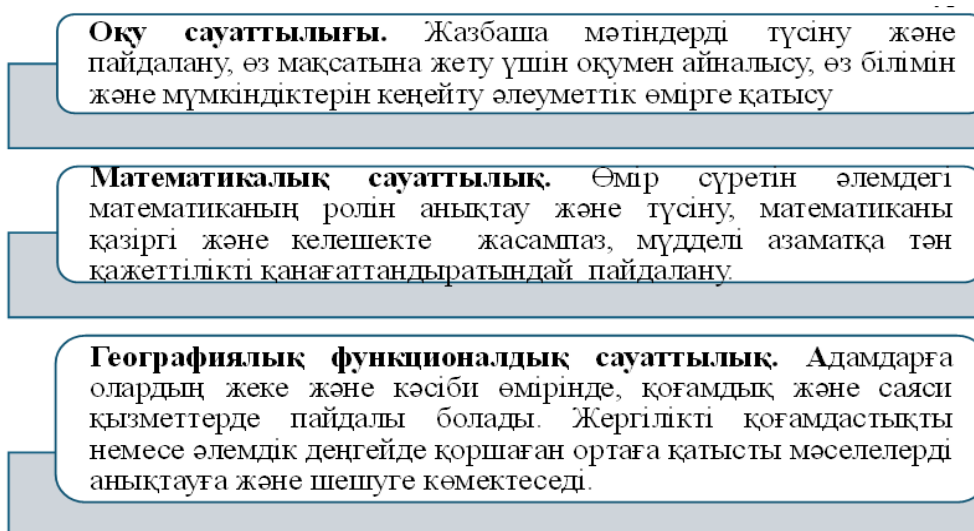 Оқу сауаттылығы. Жазбаша мәтіндерді түсіну және
пайдалану, өз мақсатына жету үшін оқумен айналысу, өз білімін
және мүмкіндіктерін кеңейту әлеуметтік өмірге қатысу
Математикалық сауаттылық. Өмір сүретін әлемдегі
математиканың ролін анықтау және түсіну, математиканы
қазіргі және келешекте жасампаз, мүдделі азаматқа тән
қажеттілікті қанағаттандыратындай пайдалану.
Географиялық функционалдық сауаттылық. Адамдарға
олардың жеке және кәсіби өмірінде, қоғамдық және саяси
қызметтерде пайдалы болады. Жергілікті қоғамдастықты
немесе әлемдік деңгейде қоршаған ортаға қатысты мәселелерді
анықтауға және шешуге көмектеседі.